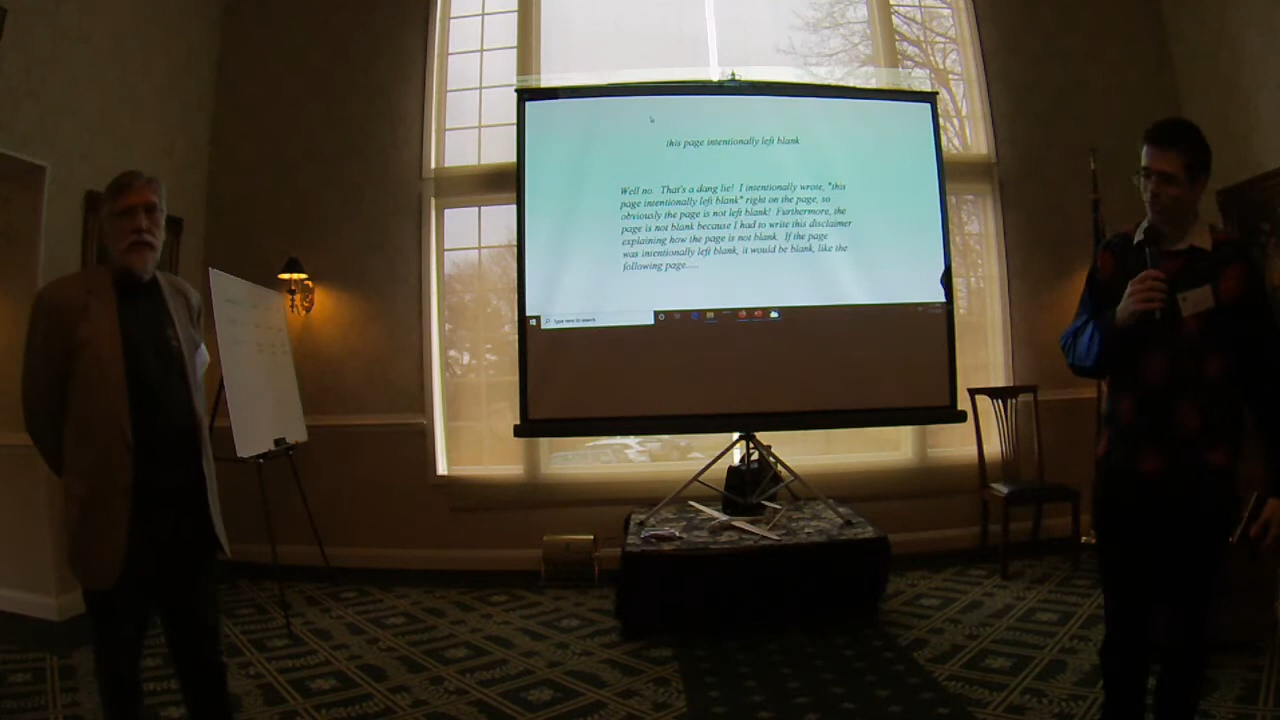 this page intentionally left blank
Well no. That's a dang lie! I intentionally wrote, "this
page intentionally left blank" right on the page, so
obviously the page is not left blank! Furthermore, the
page is not blank because I had to write this disclaimer
explaining how the page is not blank. If the page
was intentionally left blank, it would be blank, like the
following page.....
Type here to search